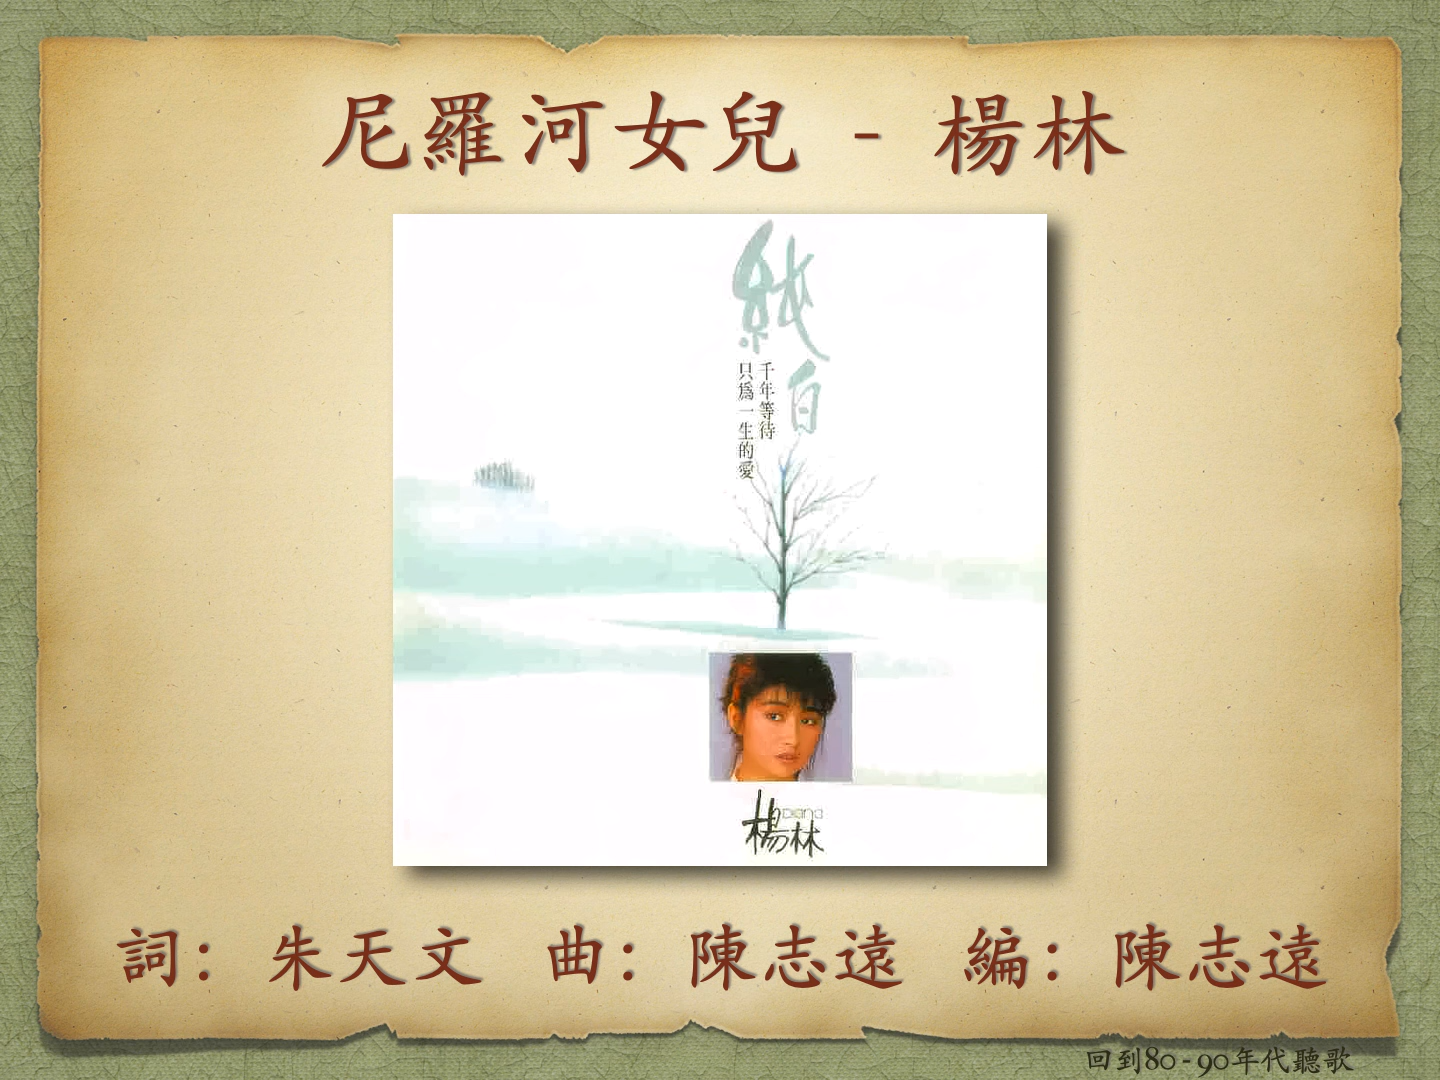 尼羅河女兒 - 楊林
純白
千年等待
只為一生的愛
diana
楊林
詞: 朱天文 曲: 陳志遠 編: 陳志遠
回到80-90年代聽歌